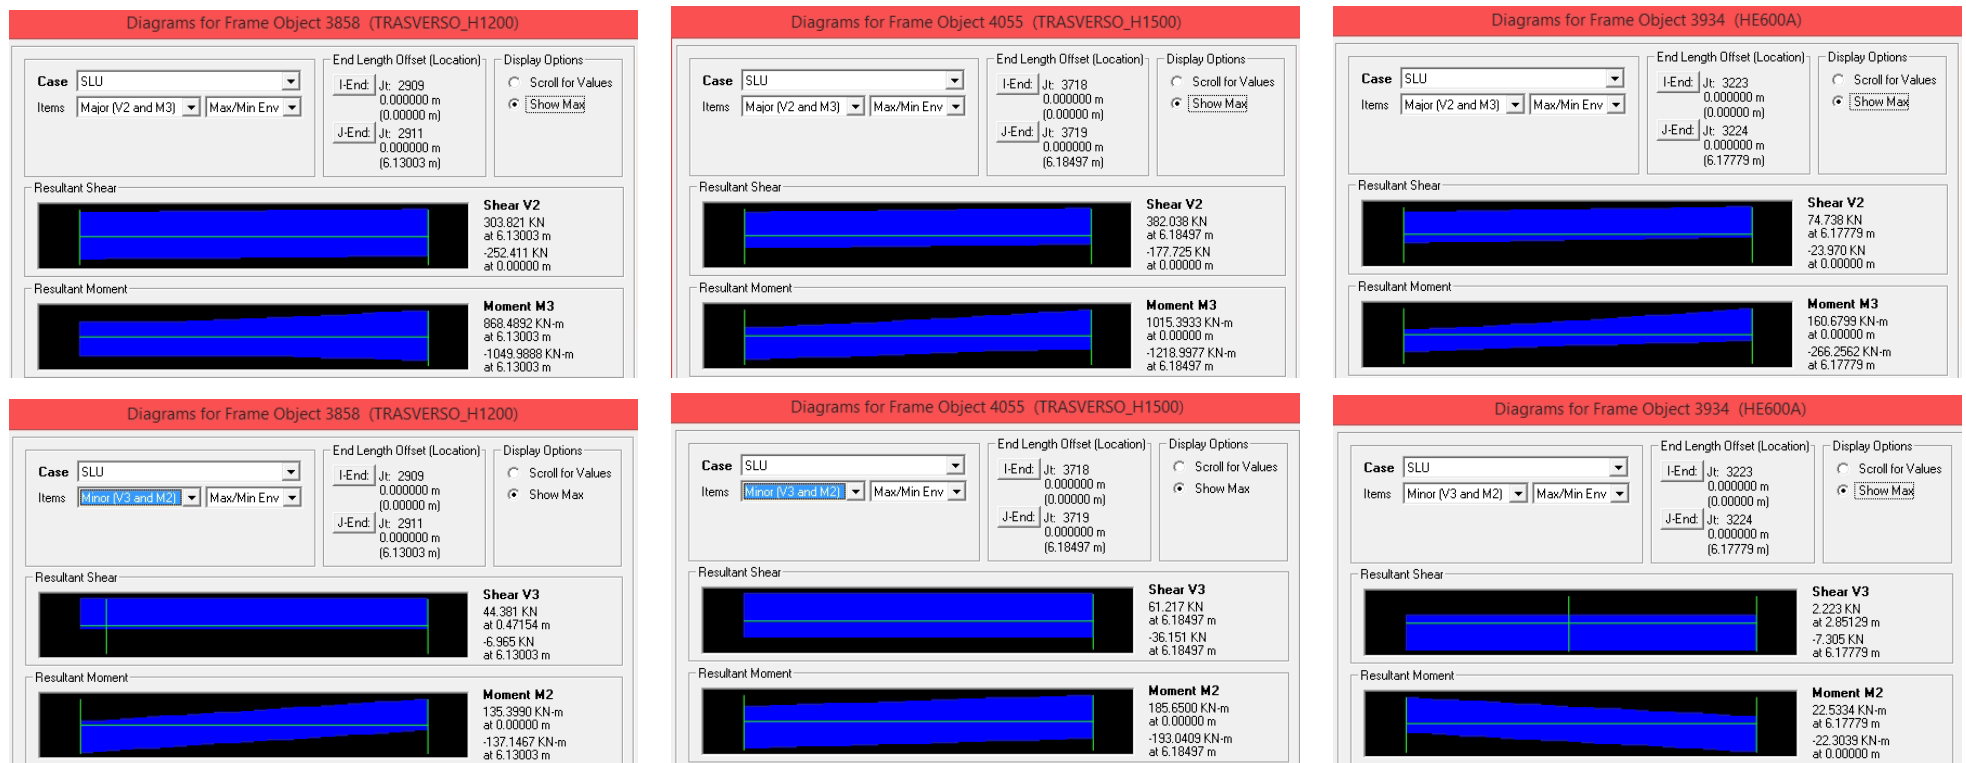 Diagrams for Frame Object 3858 (TRASVERSO_H1200)
Case SLU
Items Major (V2 and M3) Max/Min Env
End Length Offset (Location)
I-End: Jt: 2909
0.000000 m
(0.00000 m)
J-End: Jt: 2911
0.000000 m
(6.13003 m)
Display Options
Scroll for Values
Show Max
Resultant Shear
Shear V2
303.821 KN
at 6.13003 m
-252.411 KN
at 0.00000 m
Resultant Moment
Moment M3
868.4892 KN-m
at 6.13003 m
-1049.9888 KN-m
at 6.13003 m
Diagrams for Frame Object 4055 (TRASVERSO_H1500)
Case SLU
Items Major (V2 and M3) Max/Min Env
End Length Offset (Location)
I-End: Jt: 3718
0.000000 m
(0.00000 m)
J-End: Jt: 3719
0.000000 m
(6.18497 m)
Display Options
Scroll for Values
Show Max
Resultant Shear
Shear V2
382.038 KN
at 6.18497 m
-177.725 KN
at 0.00000 m
Resultant Moment
Moment M3
1015.3933 KN-m
at 0.00000 m
-1218.9977 KN-m
at 6.18497 m
Diagrams for Frame Object 3934 (HE600A)
Case SLU
Items Major (V2 and M3) Max/Min Env
End Length Offset (Location)
I-End: Jt: 3223
0.000000 m
(0.00000 m)
J-End: Jt: 3224
0.000000 m
(6.17779 m)
Display Options
Scroll for Values
Show Max
Resultant Shear
Shear V2
74.738 KN
at 6.17779 m
-23.970 KN
at 0.00000 m
Resultant Moment
Moment M3
160.6799 KN-m
at 0.00000 m
-266.2562 KN-m
at 6.17779 m
Diagrams for Frame Object 3858 (TRASVERSO_H1200)
Case SLU
Items Minor (V3 and M2) Max/Min Env
End Length Offset (Location)
I-End: Jt: 2909
0.000000 m
(0.00000 m)
J-End: Jt: 2911
0.000000 m
(6.13003 m)
Display Options
Scroll for Values
Show Max
Resultant Shear
Shear V3
44.381 KN
at 0.47154 m
-6.965 KN
at 6.13003 m
Resultant Moment
Moment M2
135.3990 KN-m
at 0.00000 m
-137.1467 KN-m
at 6.13003 m
Diagrams for Frame Object 4055 (TRASVERSO_H1500)
Case SLU
Items Minor (V3 and M2) Max/Min Env
End Length Offset (Location)
I-End: Jt: 3718
0.000000 m
(0.00000 m)
J-End: Jt: 3719
0.000000 m
(6.18497 m)
Display Options
Scroll for Values
Show Max
Resultant Shear
Shear V3
61.217 KN
at 6.18497 m
-36.151 KN
at 6.18497 m
Resultant Moment
Moment M2
185.6500 KN-m
at 0.00000 m
-193.0409 KN-m
at 6.18497 m
Diagrams for Frame Object 3934 (HE600A)
Case SLU
Items Minor (V3 and M2) Max/Min Env
End Length Offset (Location)
I-End: Jt: 3223
0.000000 m
(0.00000 m)
J-End: Jt: 3224
0.000000 m
(6.17779 m)
Display Options
Scroll for Values
Show Max
Resultant Shear
Shear V3
2.223 KN
at 2.85129 m
-7.305 KN
at 6.17779 m
Resultant Moment
Moment M2
22.5334 KN-m
at 6.17779 m
-22.3039 KN-m
at 0.00000 m